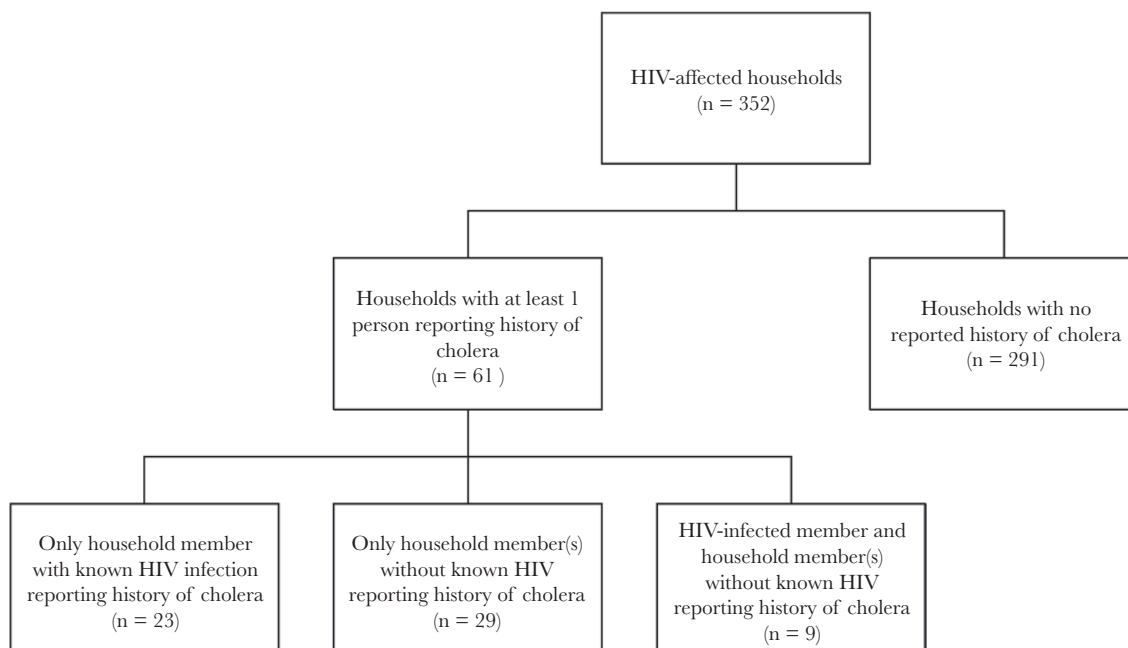 HIV-affected households
(n = 352)
Households with at least 1
person reporting history of
cholera
(n = 61 )
Households with no
reported history of cholera
(n = 291)
Only household member
with known HIV infection
reporting history of cholera
(n = 23)
Only household member(s)
without known HIV
reporting history of cholera
(n = 29)
HIV-infected member and
household member(s)
without known HIV
reporting history of cholera
(n = 9)